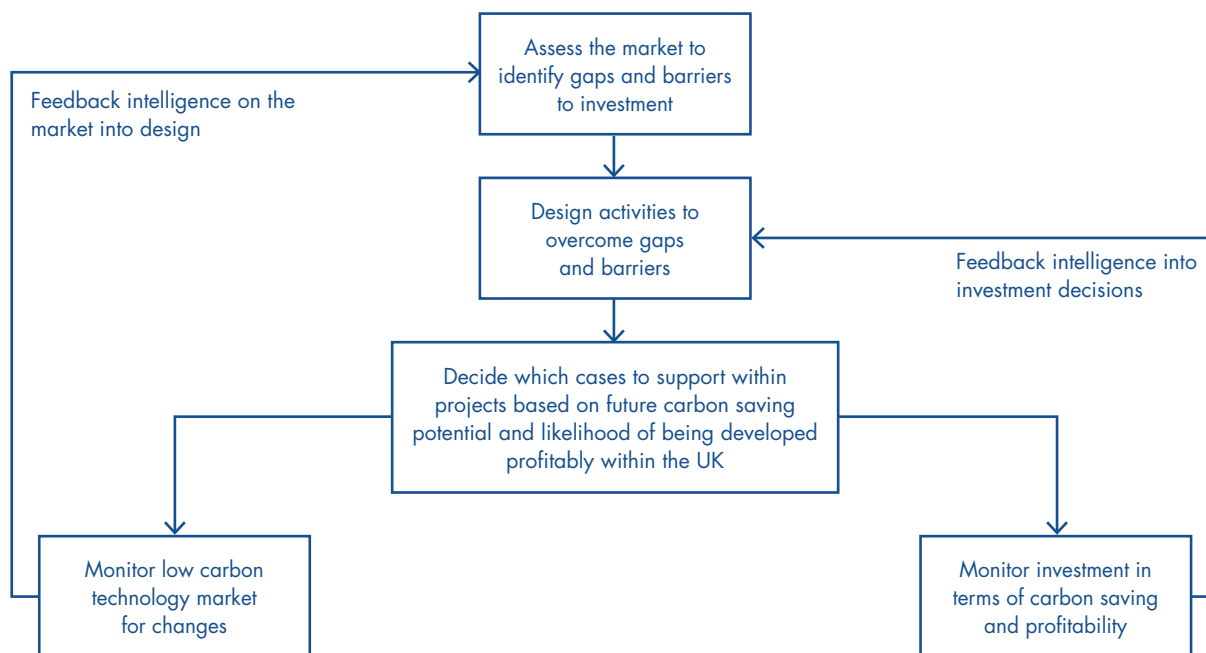 Assess the market to
identify gaps and barriers
to investment
Feedback intelligence on the
market into design
Design activities to
overcome gaps
and barriers
Feedback intelligence into
investment decisions
Decide which cases to support within
projects based on future carbon saving
potential and likelihood of being developed
profitably within the UK
Monitor low carbon
technology market
for changes
Monitor investment in
terms of carbon saving
and profitability